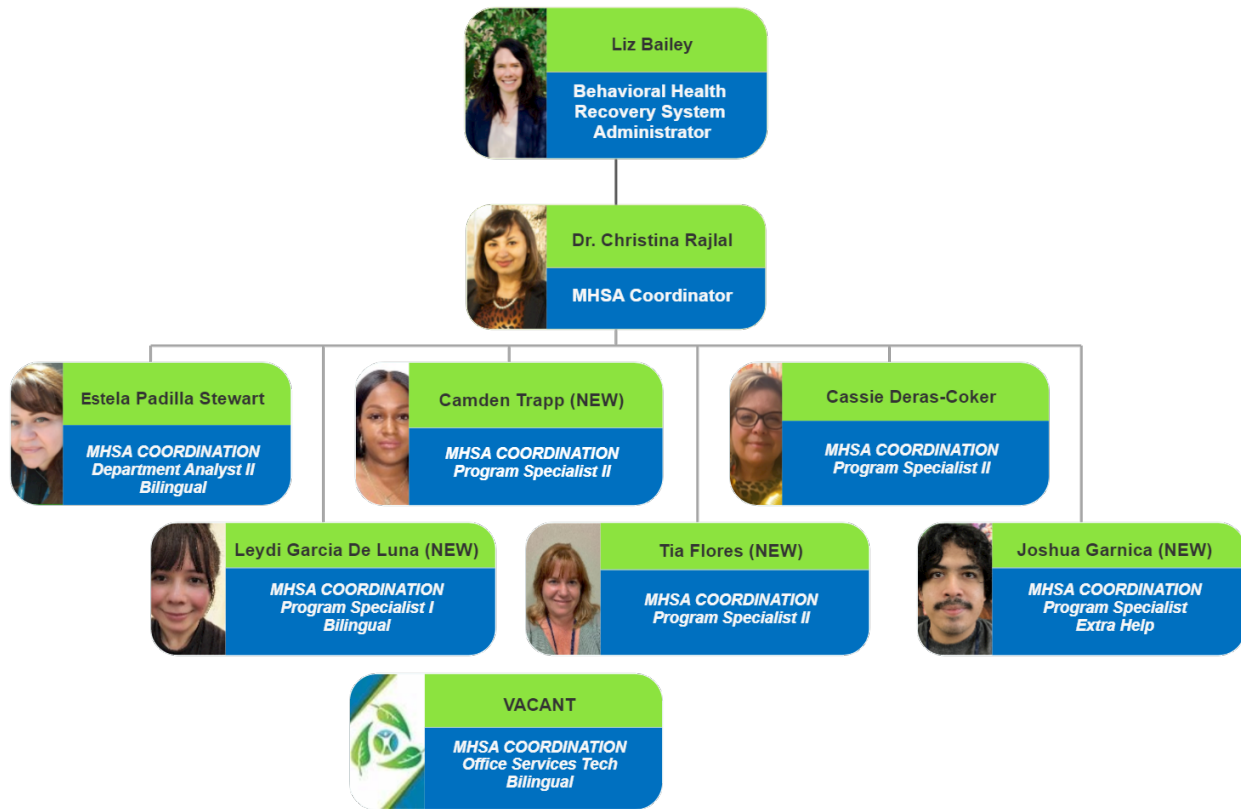 Liz Bailey
Behavioral Health
Recovery System
Administrator
Dr. Christina Rajlal
MHSA Coordinator
Estela Padilla Stewart
MHSA COORDINATION
Department Analyst II
Bilingual
Camden Trapp (NEW)
MHSA COORDINATION
Program Specialist II
Cassie Deras-Coker
MHSA COORDINATION
Program Specialist II
Leydi Garcia De Luna (NEW)
MHSA COORDINATION
Program Specialist I
Bilingual
Tia Flores (NEW)
MHSA COORDINATION
Program Specialist II
Joshua Garnica (NEW)
MHSA COORDINATION
Program Specialist
Extra Help
VACANT
MHSA COORDINATION
Office Services Tech
Bilingual